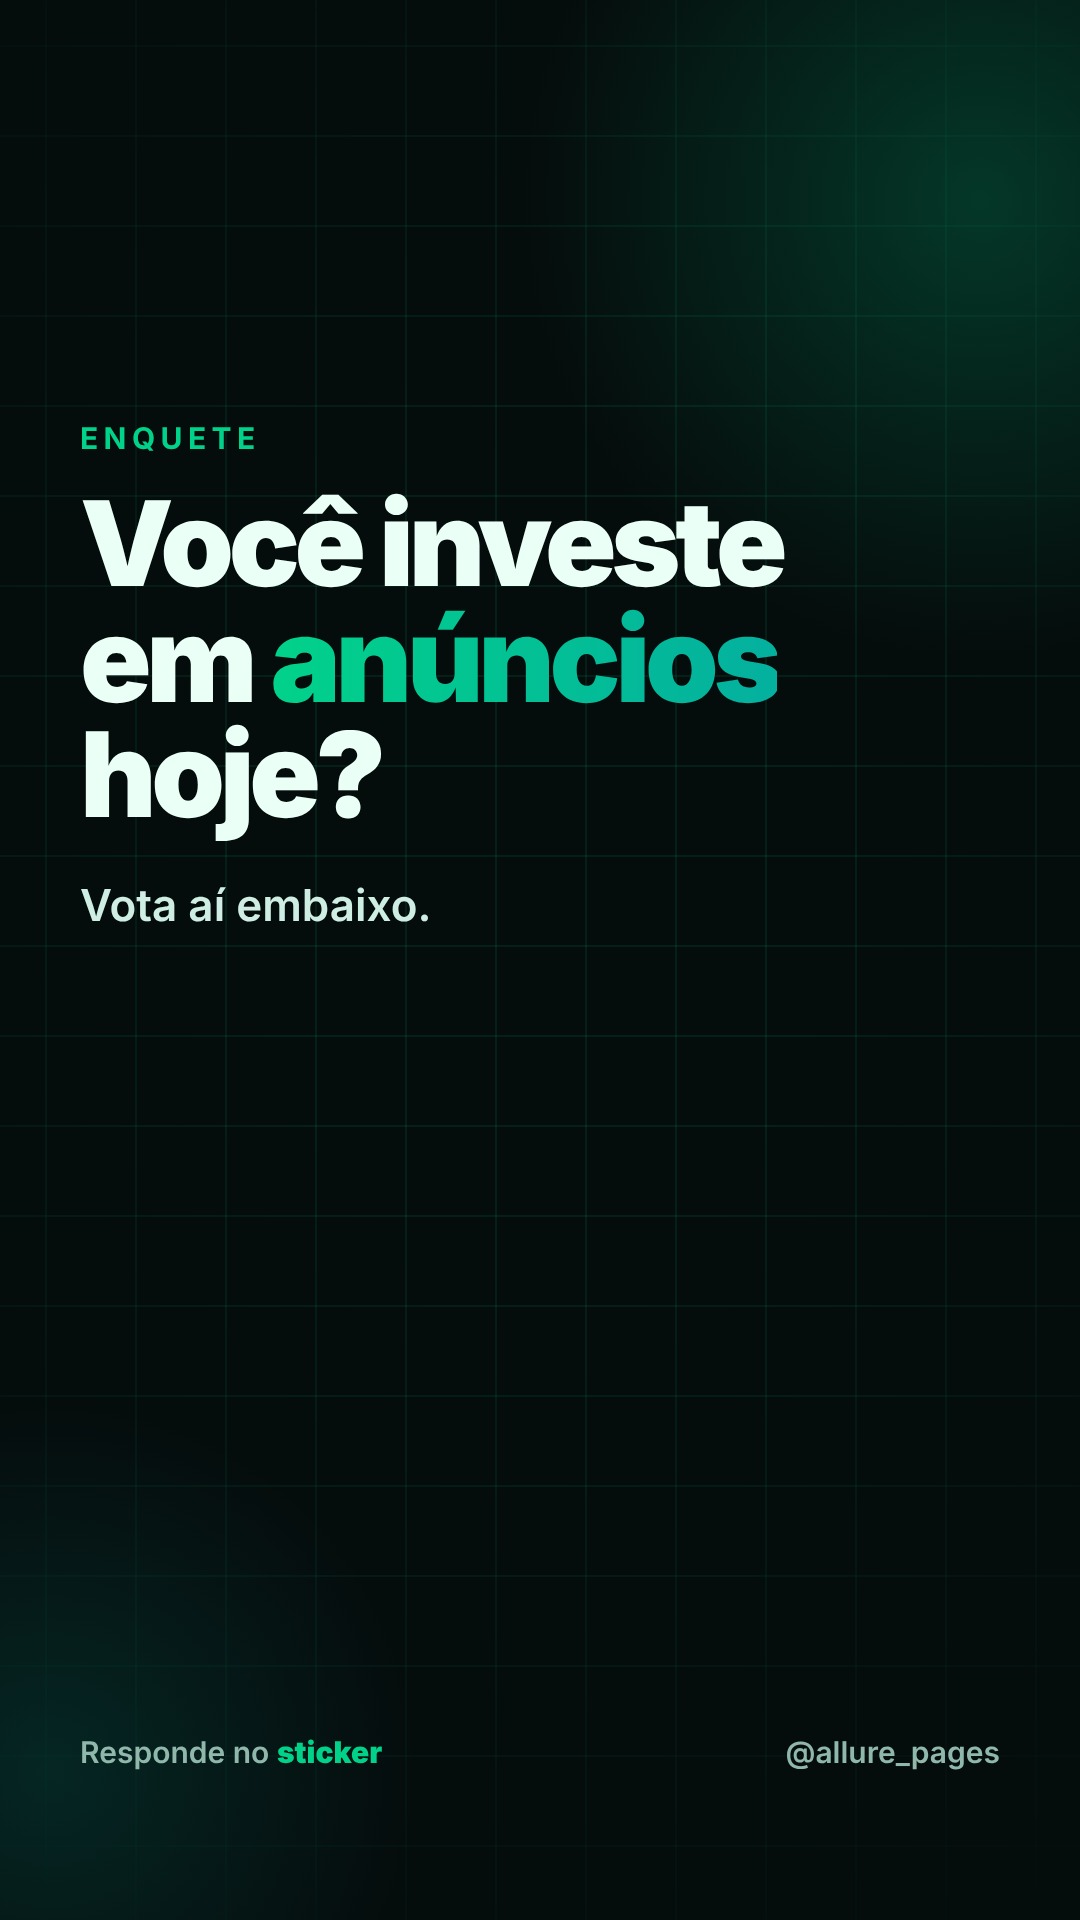 ENQUETE
Você investe
em anúncios
hoje?
Vota aí embaixo.
Responde no sticker
@allure_pages